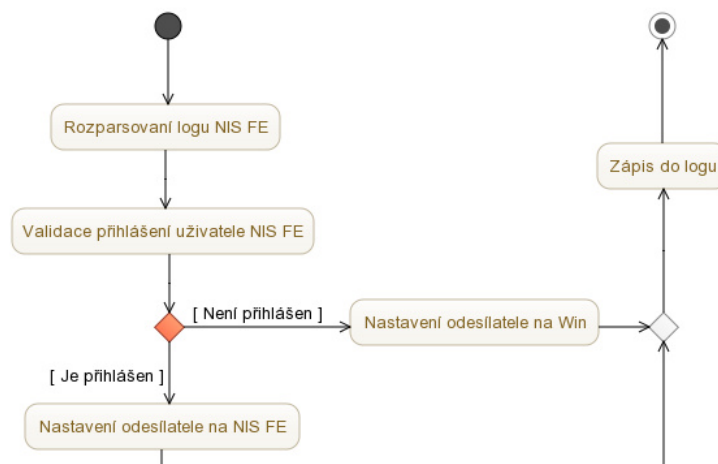 Rozparsovaní logu NIS FE
Zápis do logu
Validace přihlášení uživatele NIS FE
[ Není přihlášen ]
Nastavení odesílatele na Win
[ Je přihlášen ]
Nastavení odesílatele na NIS FE